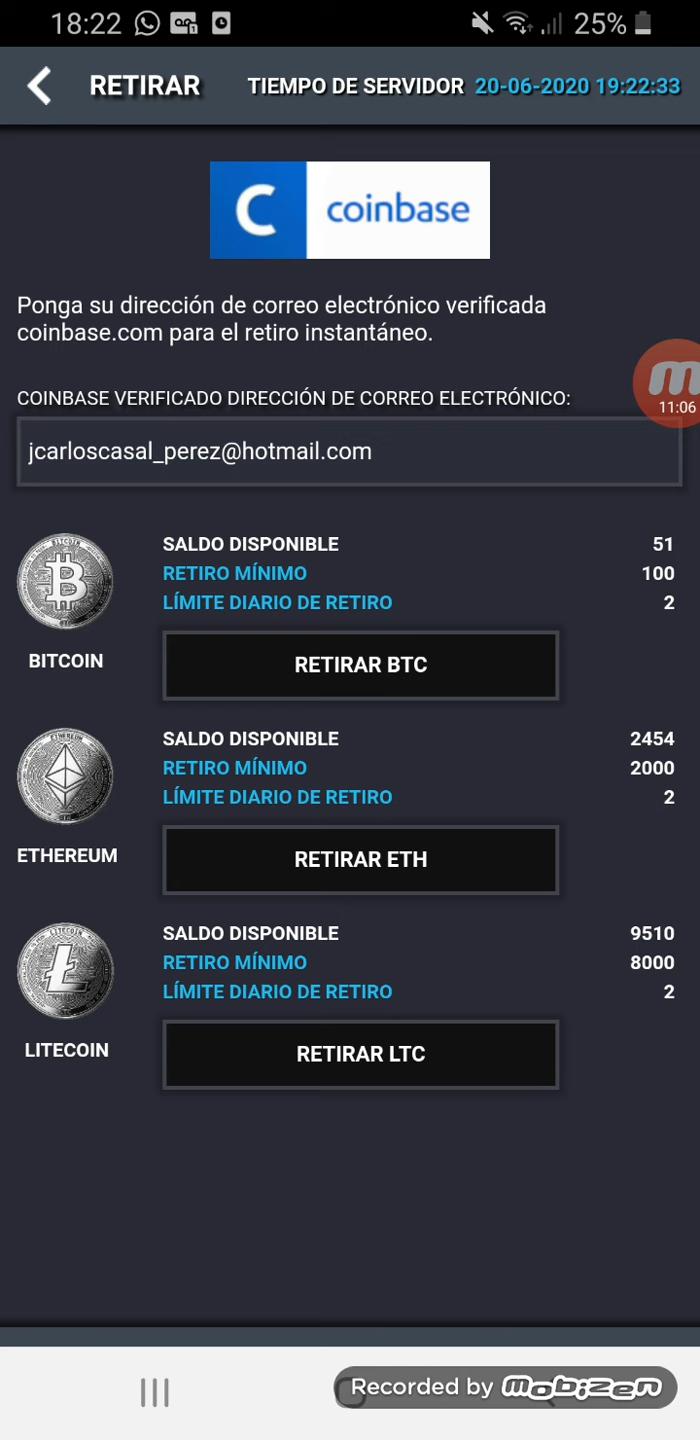 18:22 25%
RETIRAR TIEMPO DE SERVIDOR 20-06-2020 19:22:33
C coinbase
Ponga su dirección de correo electrónico verificada
coinbase.com para el retiro instantáneo.
COINBASE VERIFICADO DIRECCIÓN DE CORREO ELECTRÓNICO:
m
11:06
jcarloscasal_perez@hotmail.com
SALDO DISPONIBLE 51
RETIRO MÍNIMO 100
LÍMITE DIARIO DE RETIRO 2
BITCOIN
RETIRAR BTC
SALDO DISPONIBLE 2454
RETIRO MÍNIMO 2000
LÍMITE DIARIO DE RETIRO 2
ETHEREUM
RETIRAR ETH
SALDO DISPONIBLE 9510
RETIRO MÍNIMO 8000
LÍMITE DIARIO DE RETIRO 2
LITECOIN
RETIRAR LTC
Recorded by mobizen